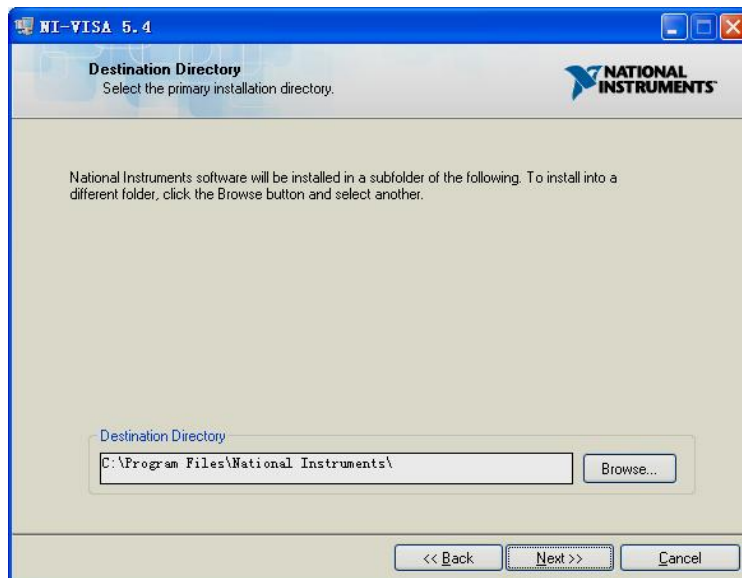 NI-VISA 5.4
Destination Directory
Select the primary installation directory.
NATIONAL
INSTRUMENTS
National Instruments software will be installed in a subfolder of the following. To install into a
different folder, click the Browse button and select another.
Destination Directory
C:\Program Files\National Instruments\
Browse...
<< Back
Next >>
Cancel